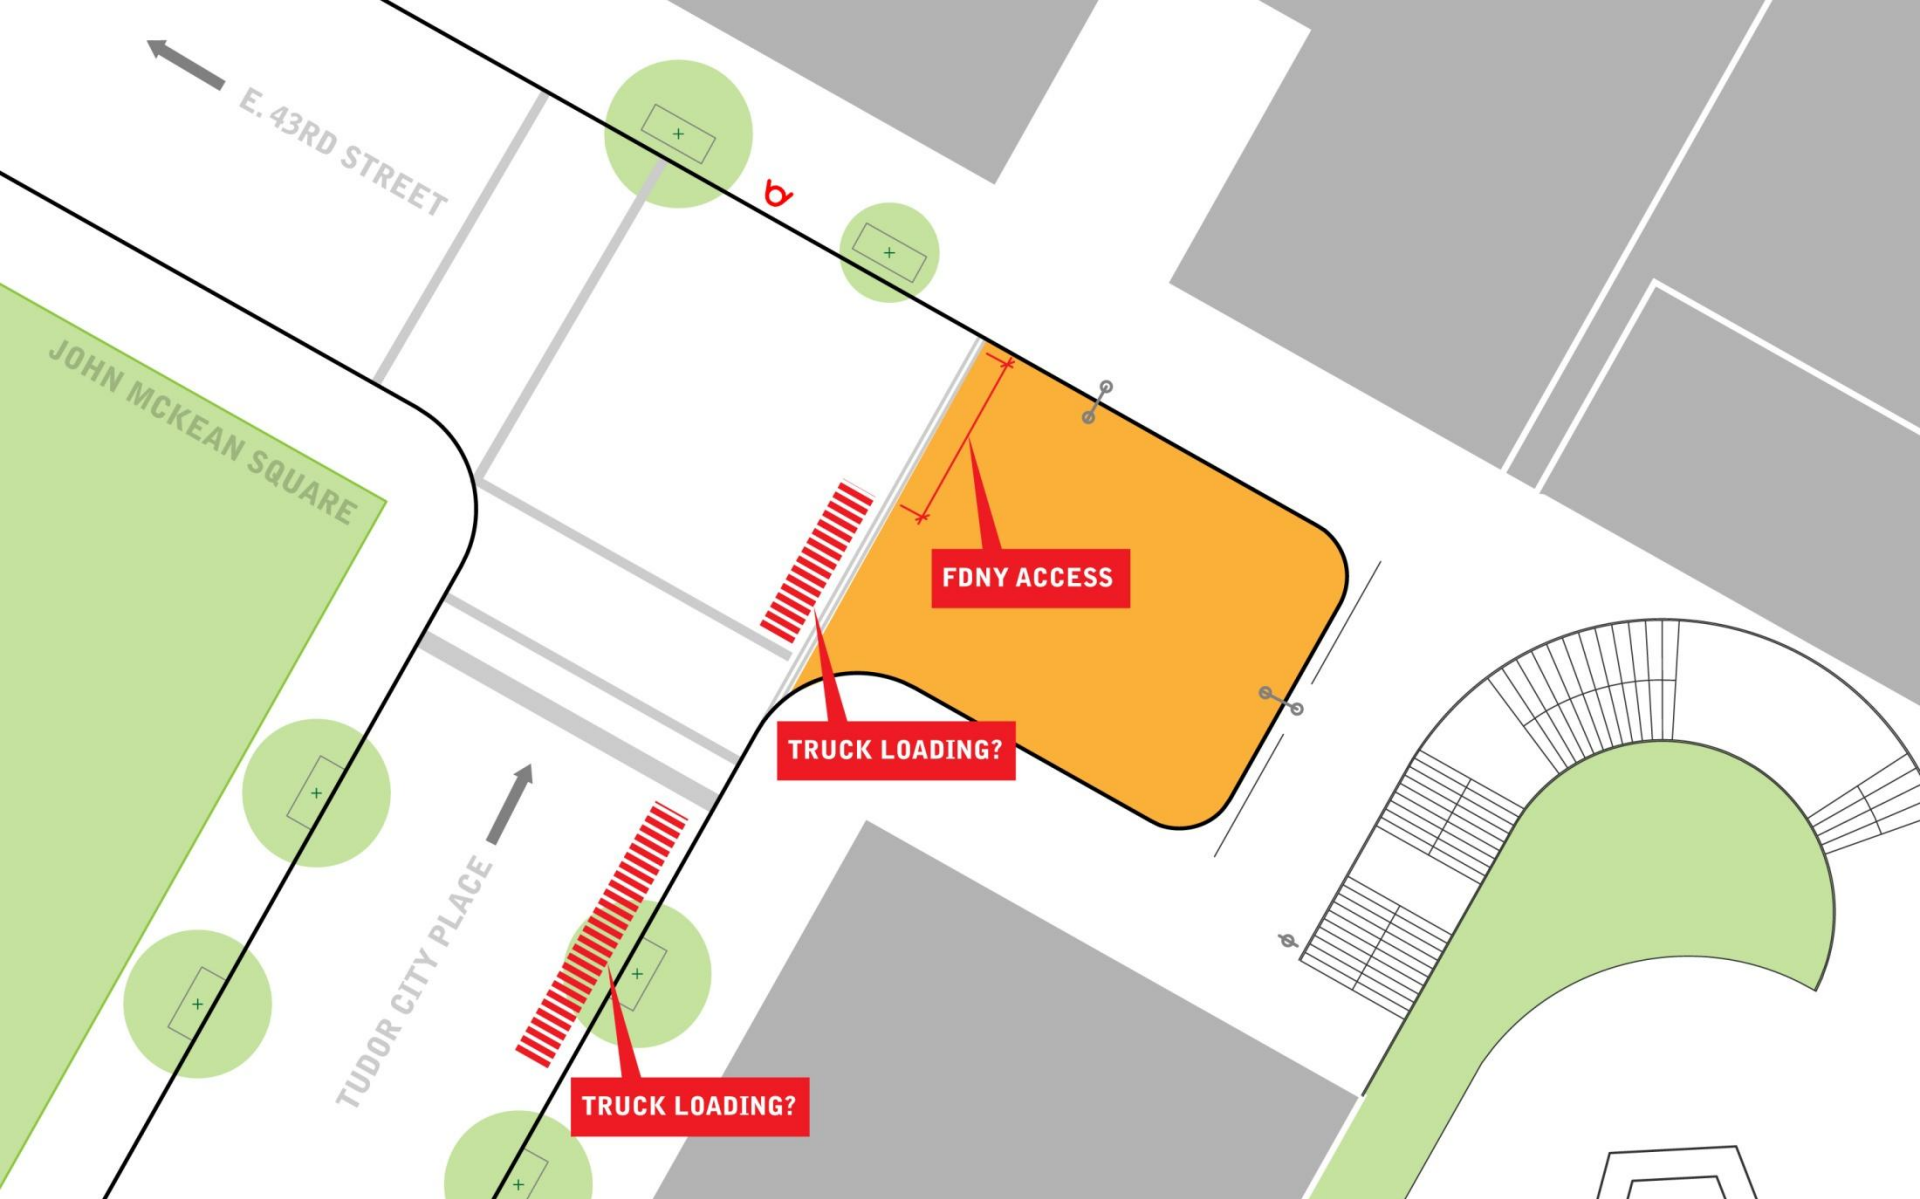 E. 43RD STREET
JOHN MCKEAN SQUARE
FDNY ACCESS
TRUCK LOADING?
TUDOR CITY PLACE
TRUCK LOADING?